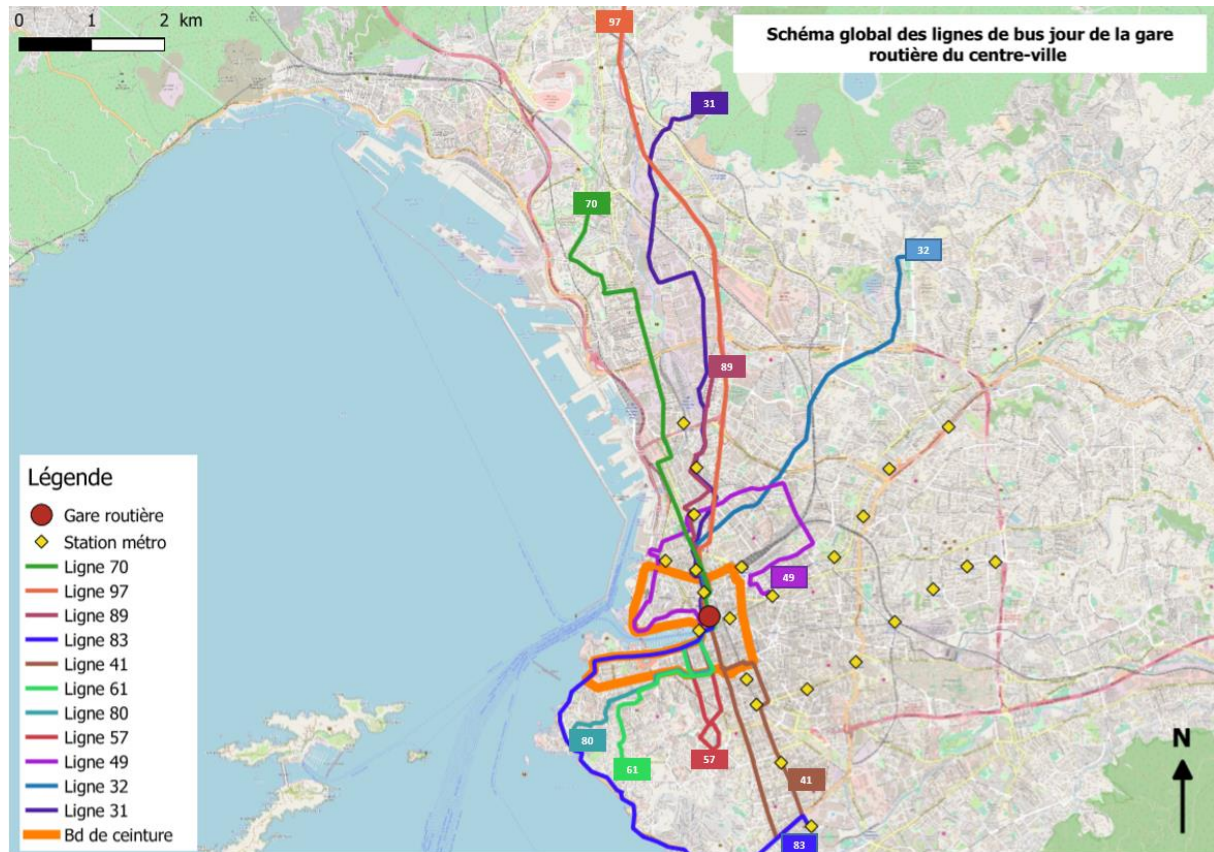 0 1 2 km
Schéma global des lignes de bus jour de la gare
routière du centre-ville
97
31
70
32
89
49
80
61
57
41
83
N
Légende
Gare routière
Station métro
Ligne 70
Ligne 97
Ligne 89
Ligne 83
Ligne 41
Ligne 61
Ligne 80
Ligne 57
Ligne 49
Ligne 32
Ligne 31
Bd de ceinture